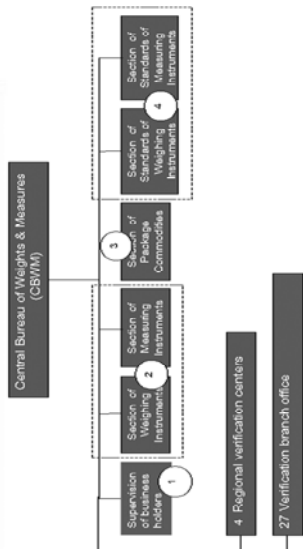 Central Bureau of Weights & Measures
(CBWM)
Supervision
of business
holders
1
Section of
Weighing
Instruments
2
Section of
Measuring
Instruments
Section of
Package
Commodities
3
Section of
Standards of
Weighing
Instruments
4
Section of
Standards of
Measuring
Instruments
4 Regional verification centers
27 Verification branch office